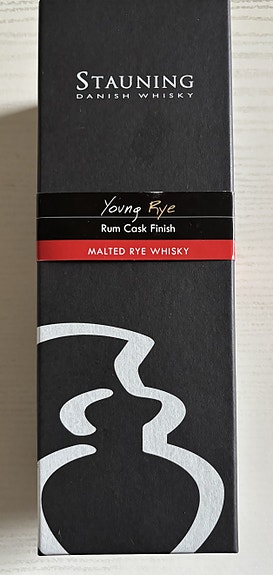 STAUNING
DANISH WHISKY
Young Rye
Rum Cask Finish
MALTED RYE WHISKY